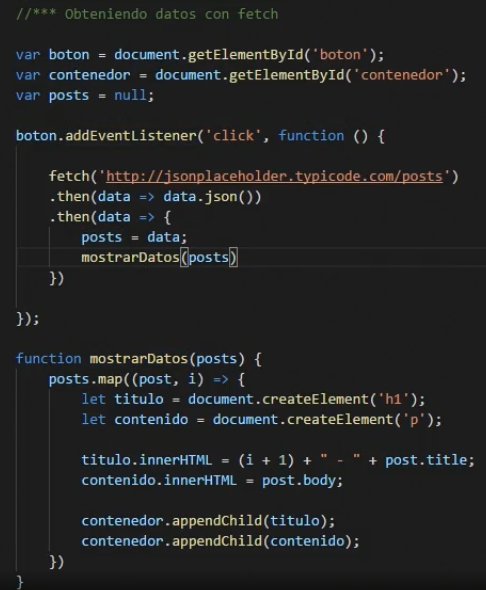 //*** Obteniendo datos con fetch
var boton = document.getElementById('boton');
var contenedor = document.getElementById('contenedor');
var posts = null;
boton.addEventListener('click', function () {
fetch('http://jsonplaceholder.typicode.com/posts')
.then(data => data.json())
.then(data => {
posts = data;
mostrarDatos(posts)
})
});
function mostrarDatos(posts) {
posts.map((post, i) => {
let titulo = document.createElement('h1');
let contenido = document.createElement('p');
titulo.innerHTML = (i + 1) + " - " + post.title;
contenido.innerHTML = post.body;
contenedor.appendChild(titulo);
contenedor.appendChild(contenido);
})
}